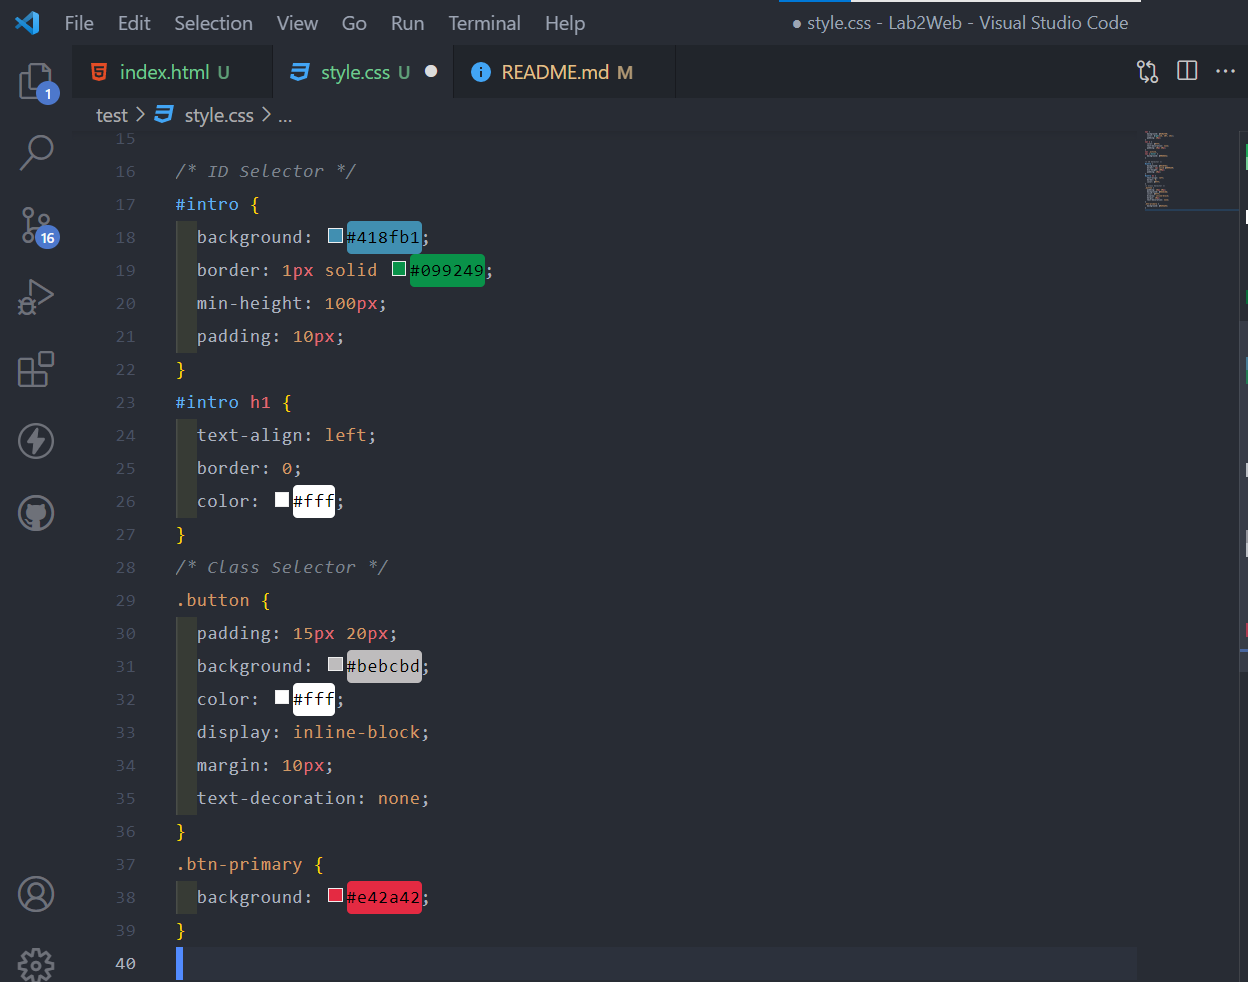 File Edit Selection View Go Run Terminal Help ● style.css - Lab2Web - Visual Studio Code
index.html U style.css U ● README.md M
test > style.css > ...
1
16
15
16 /* ID Selector */
17 #intro {
18 background: #418fb1;
19 border: 1px solid #099249;
20 min-height: 100px;
21 padding: 10px;
22 }
23 #intro h1 {
24 text-align: left;
25 border: 0;
26 color: #fff;
27 }
28 /* Class Selector */
29 .button {
30 padding: 15px 20px;
31 background: #bebcbd;
32 color: #fff;
33 display: inline-block;
34 margin: 10px;
35 text-decoration: none;
36 }
37 .btn-primary {
38 background: #e42a42;
39 }
40